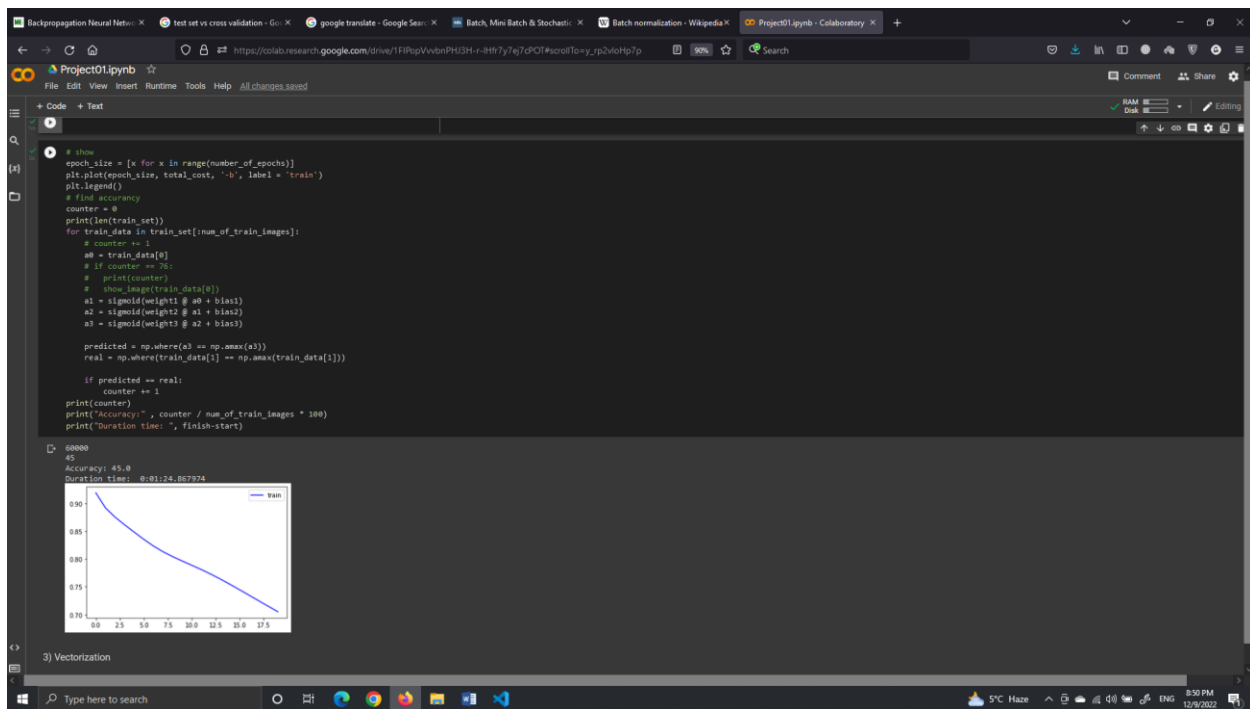 Backpropagation Neural Netwo
test set vs cross validation - Go
google translate - Google Searc
Batch, Mini Batch & Stochastic
Batch normalization - Wikipedia
Project01.ipynb - Colaboratory
https://colab.research.google.com/drive/
90%
Search
Project01.ipynb
File Edit View Insert Runtime Tools Help All changes saved
Comment
Share
+ Code + Text
RAM
Disk
Editing
# show
epoch_size = [x for x in range(number_of_epochs)]
plt.plot(epoch_size, total_cost, '-b', label = 'train')
plt.legend()
# find accurancy
counter = 0
print(len(train_set))
for train_data in train_set[:num_of_train_images]:
# counter += 1
a0 = train_data[0]
# if counter == 76:
# print(counter)
# show_image(train_data[0])
a1 = sigmoid(weight1 @ a0 + bias1)
a2 = sigmoid(weight2 @ a1 + bias2)
a3 = sigmoid(weight3 @ a2 + bias3)
predicted = np.where(a3 == np.amax(a3))
real = np.where(train_data[1] == np.amax(train_data[1]))
if predicted == real:
counter += 1
print(counter)
print("Accuracy:" , counter / num_of_train_images * 100)
print("Duration time: ", finish-start)
60000
45
Accuracy: 45.0
Duration time: 0:01:24.867974
train
0.90
0.85
0.80
0.75
0.70
0.0 2.5 5.0 7.5 10.0 12.5 15.0 17.5
3) Vectorization
Type here to search
5°C Haze
ENG
8:50 PM
12/9/2022